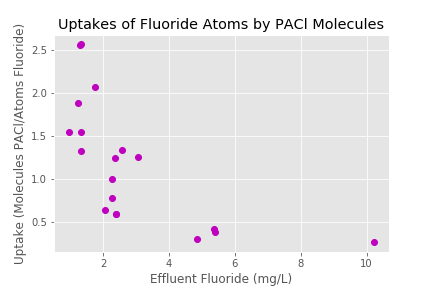 Uptakes of Fluoride Atoms by PACl Molecules
Uptake (Molecules PACl/Atoms Fluoride)
2.5
2.0
1.5
1.0
0.5
2 4 6 8 10
Effluent Fluoride (mg/L)